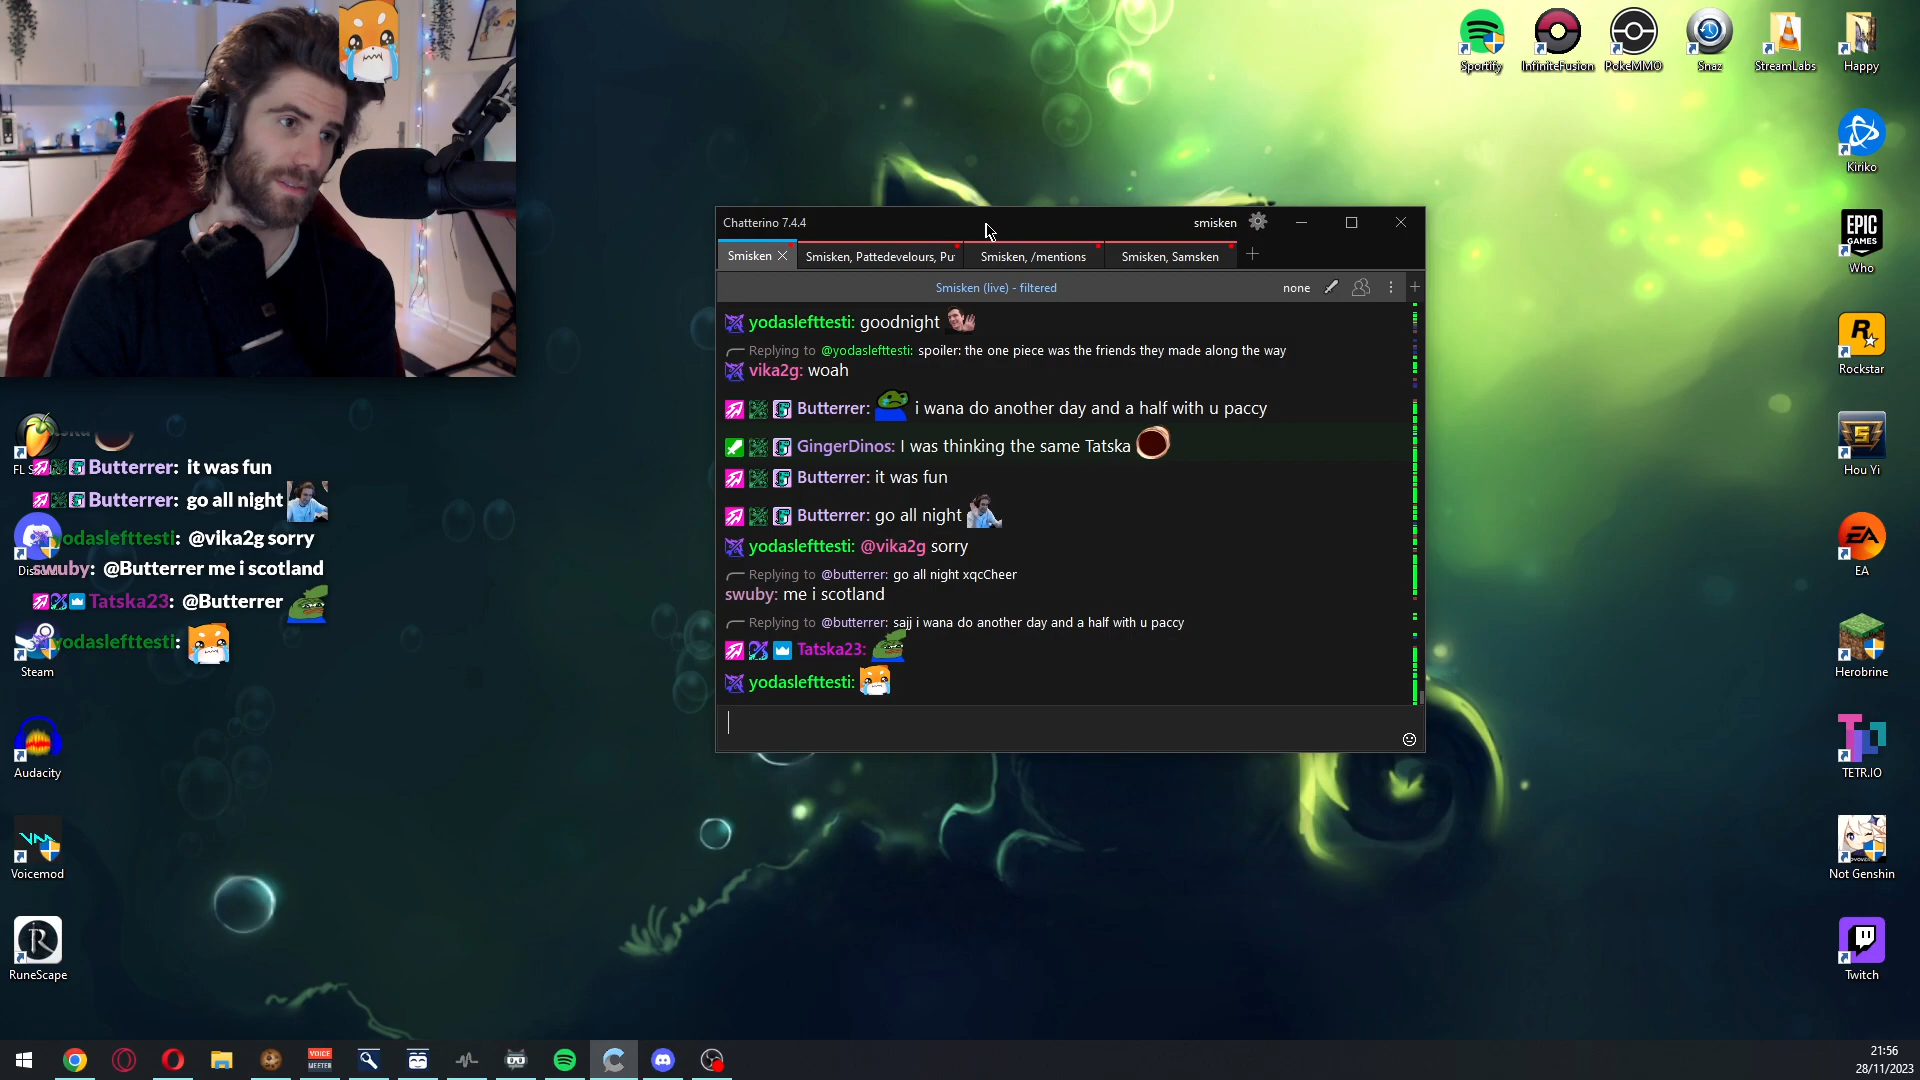 Spotify
InfiniteFusion
PokeMMO
Snaz
StreamLabs
Happy
Kiriko
EPIC
GAMES
Who
Rockstar
Hou Yi
EA
EA
Herobrine
TETR.IO
Not Genshin
Twitch
Chatterino 7.4.4
smisken
Smisken
Smisken, Pattedevelours, Pu
Smisken, /mentions
Smisken, Samsken
Smisken (live) - filtered
none
yodaslefttesti: goodnight
Replying to @yodaslefttesti: spoiler: the one piece was the friends they made along the way
vika2g: woah
Butterrer: i wana do another day and a half with u paccy
GingerDinos: I was thinking the same Tatska
Butterrer: it was fun
Butterrer: go all night
yodaslefttesti: @vika2g sorry
Replying to @butterrer: go all night xqcCheer
swuby: me i scotland
Replying to @butterrer: sajj i wana do another day and a half with u paccy
Tatska23:
yodaslefttesti:
Butterrer: it was fun
Butterrer: go all night
yodaslefttesti: @vika2g sorry
swuby: @Butterrer me i scotland
Tatska23: @Butterrer
yodaslefttesti:
Steam
Audacity
Voicemod
RuneScape
VOICE
MEETER
21:56
28/11/2023